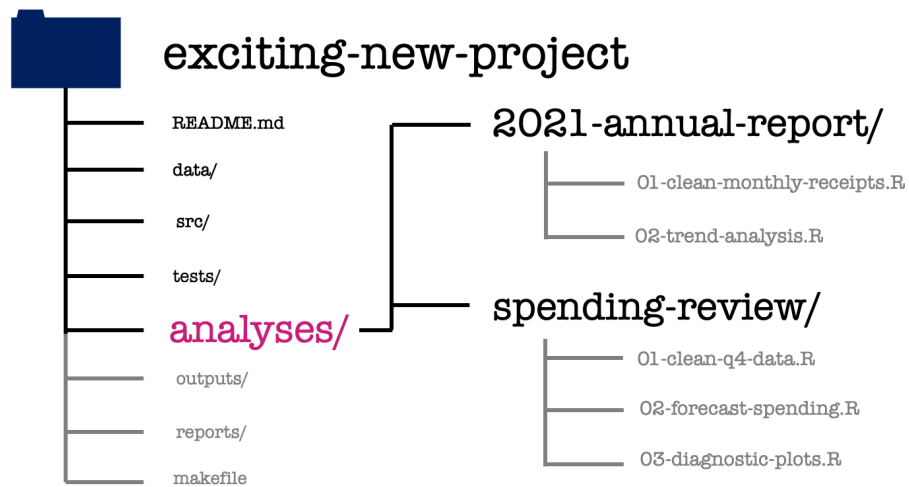 exciting-new-project
README.md
data/
src/
tests/
analyses/
outputs/
reports/
makefile
2021-annual-report/
01-clean-monthly-receipts.R
02-trend-analysis.R
spending-review/
01-clean-q4-data.R
02-forecast-spending.R
03-diagnostic-plots.R